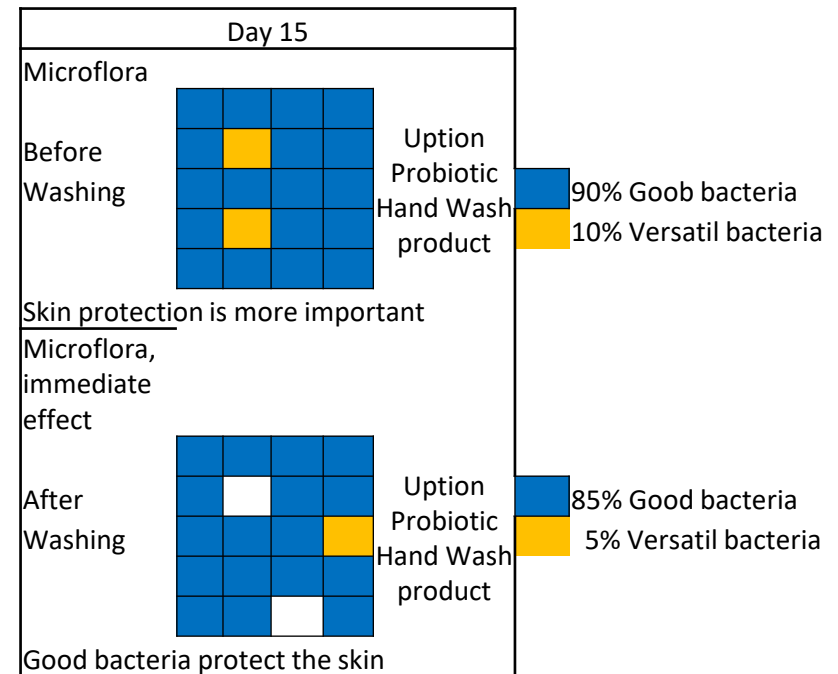 Day 15
Microflora
Before
Washing
Uption
Probiotic
Hand Wash
product
90% Goob bacteria
10% Versatil bacteria
Skin protection is more important
Microflora,
immediate
effect
After
Washing
Uption
Probiotic
Hand Wash
product
85% Good bacteria
5% Versatil bacteria
Good bacteria protect the skin